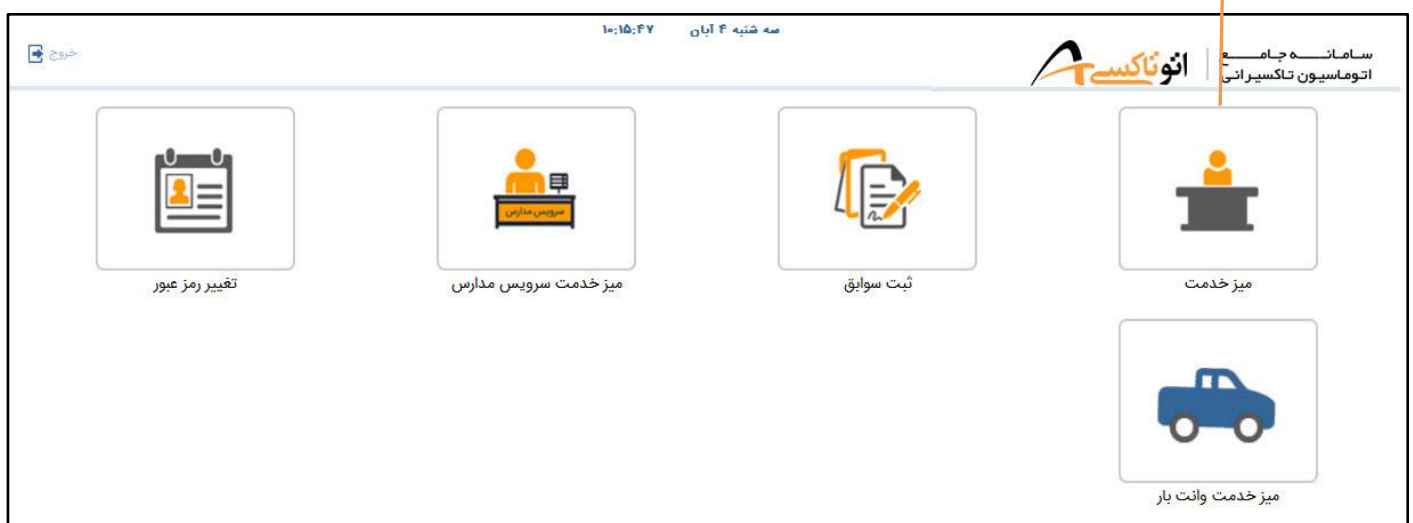 سه شنبه ۴ آبان ۱۰:۱۵:۴۷
سامانه جامع
اتوماسیون تاکسیرانی
اتوتاکسی
خروج
میز خدمت
ثبت سوابق
سرویس مدارس
میز خدمت سرویس مدارس
تغییر رمز عبور
میز خدمت وانت بار